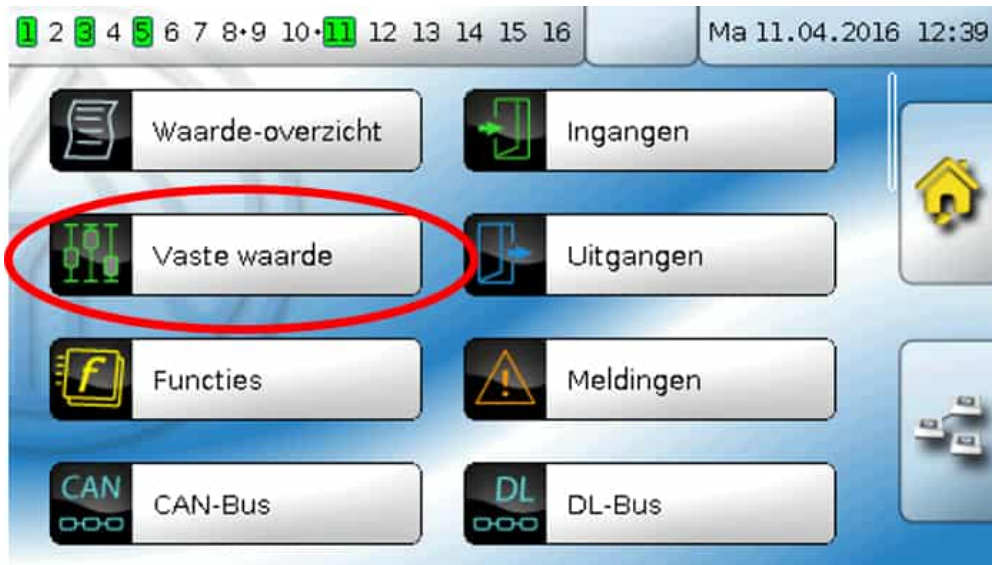 1 2 3 4 5 6 7 8•9 10•11 12 13 14 15 16 Ma 11.04.2016 12:39
Waarde-overzicht Ingangen
Vaste waarde Uitgangen
f Functies ! Meldingen
CAN CAN-Bus DL DL-Bus